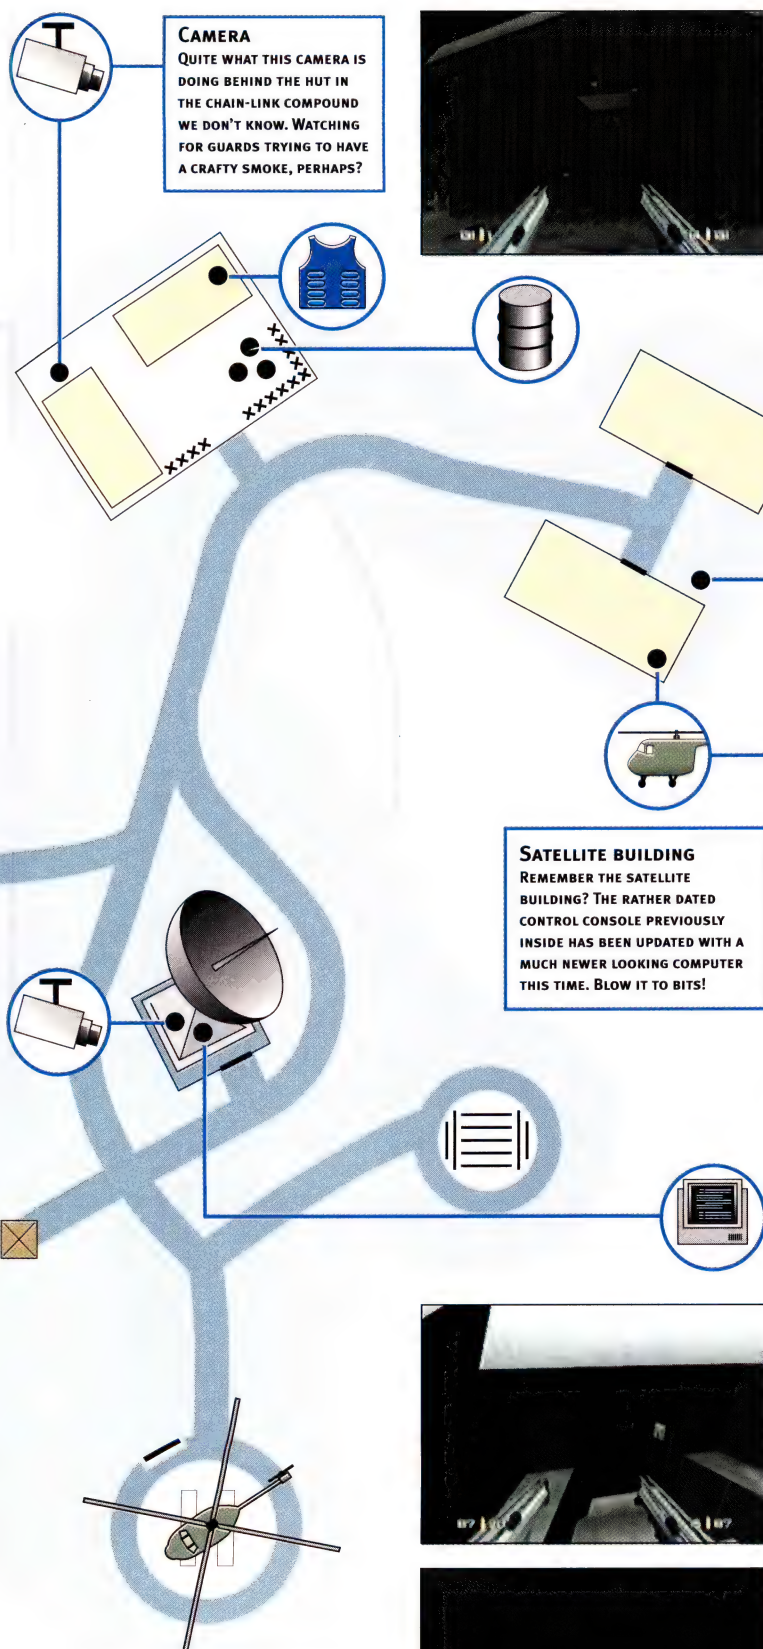 CAMERA
QUITE WHAT THIS CAMERA IS
DOING BEHIND THE HUT IN
THE CHAIN-LINK COMPOUND
WE DON'T KNOW. WATCHING
FOR GUARDS TRYING TO HAVE
A CRAFTY SMOKE, PERHAPS?
SATELLITE BUILDING
REMEMBER THE SATELLITE
BUILDING? THE RATHER DATED
CONTROL CONSOLE PREVIOUSLY
INSIDE HAS BEEN UPDATED WITH A
MUCH NEWER LOOKING COMPUTER
THIS TIME. BLOW IT TO BITS!
87 87